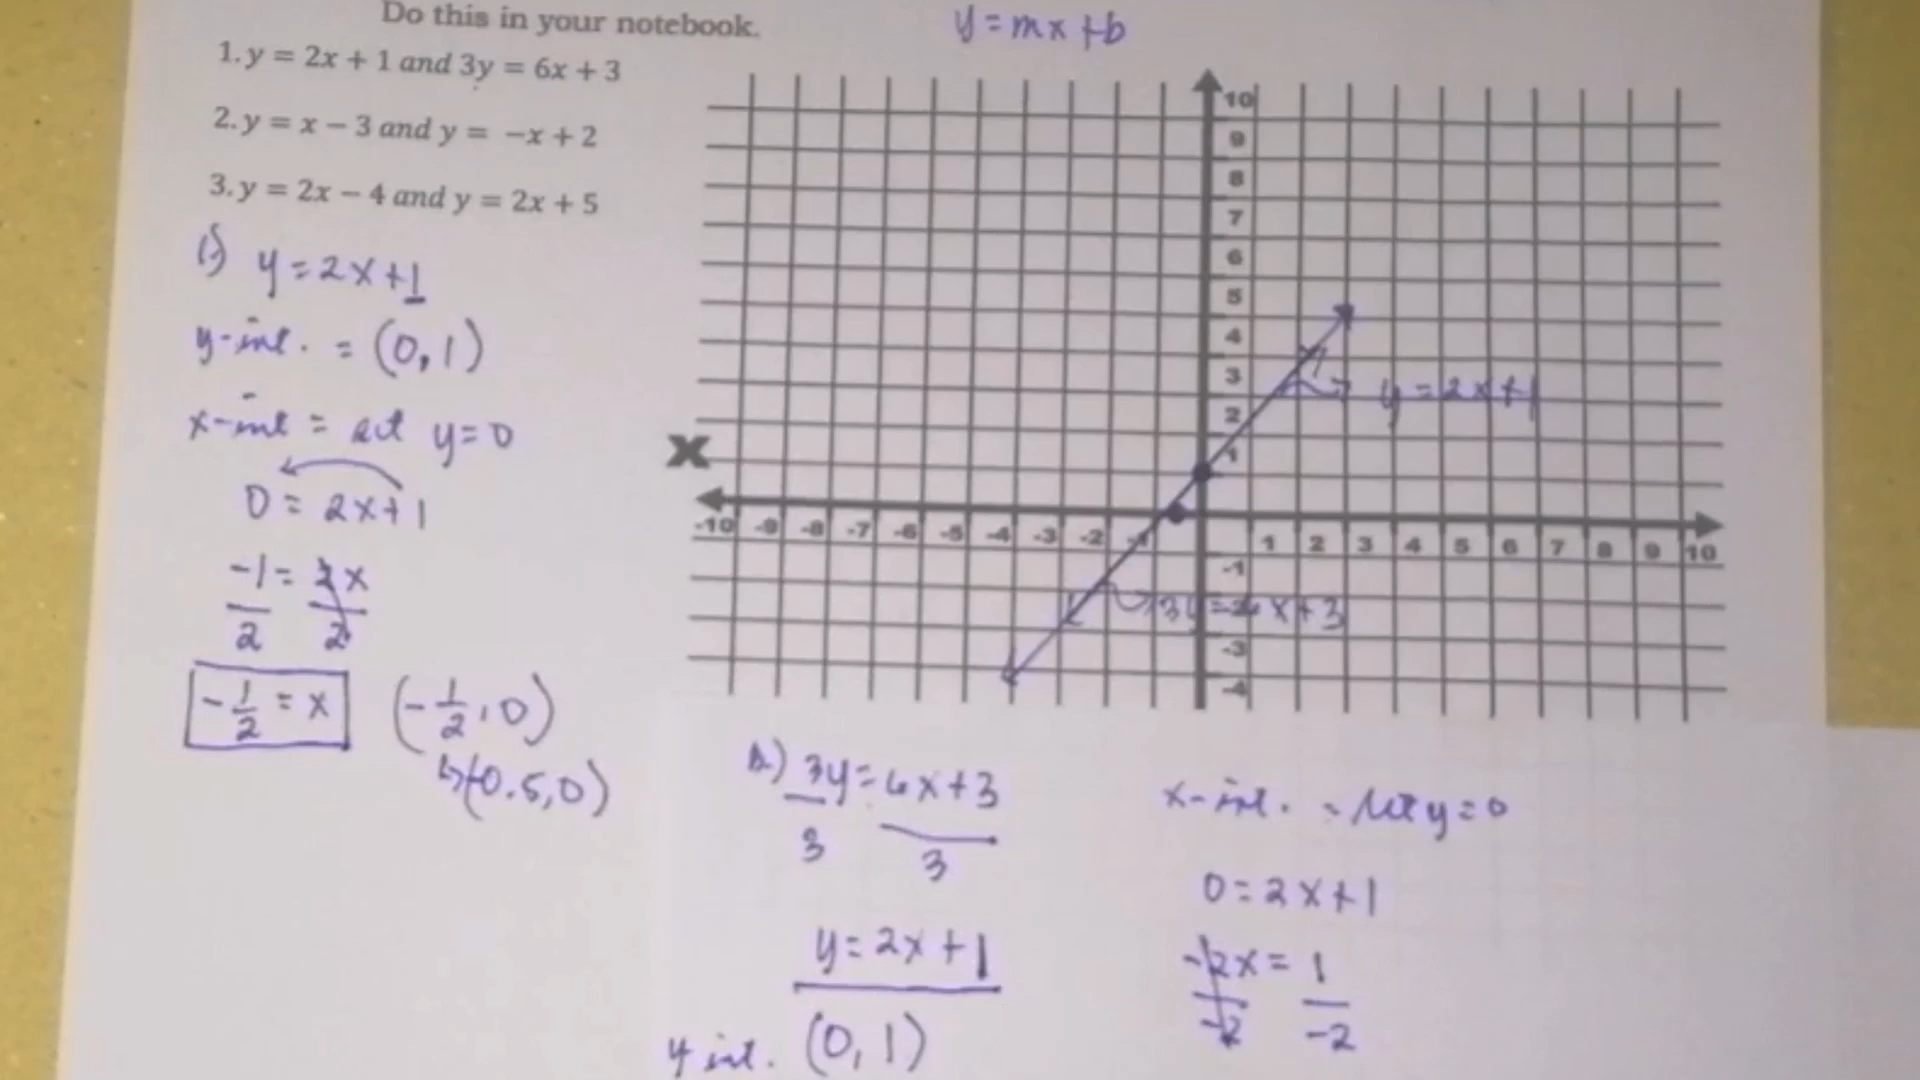 Do this in your notebook.
1. y = 2x + 1 and 3y = 6x + 3
2. y = x − 3 and y = −x + 2
3. y = 2x − 4 and y = 2x + 5
1.) y = 2x + 1
y-int. = (0, 1)
x-int = set y = 0
0 = 2x + 1
-1 = 2x
2 2
-1/2 = x (-1/2, 0)
(-0.5, 0)
y = mx + b
10
9
8
7
6
5
4
3
2
1
y = 2x + 1
X
-10 -9 -8 -7 -6 -5 -4 -3 -2 -1 1 2 3 4 5 6 7 8 9 10
-1
3y = 6x + 3
-3
-4
b.) 3y = 6x + 3
3 3
y = 2x + 1
y int. (0, 1)
x-int. = let y = 0
0 = 2x + 1
-2x = 1
-2 -2